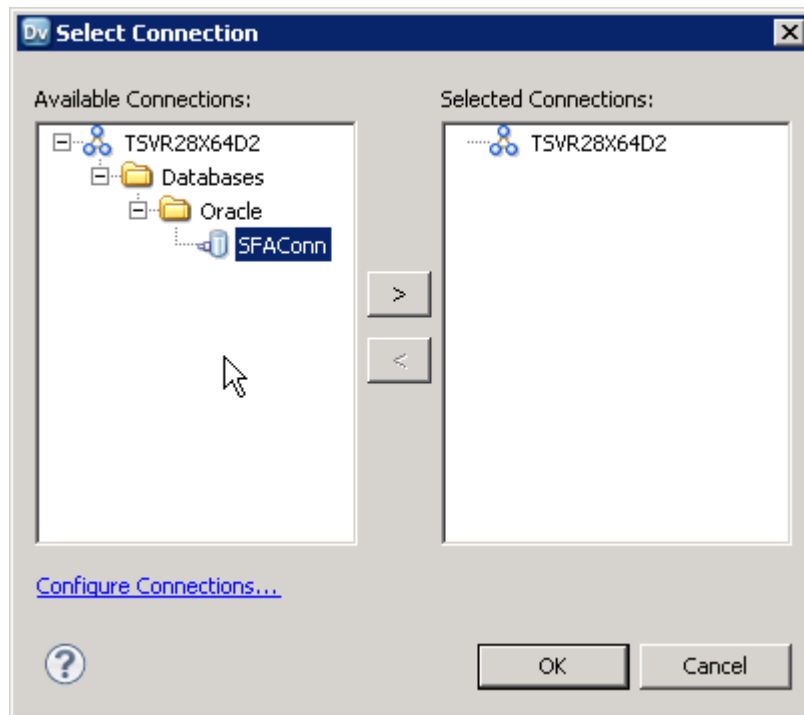 Dv Select Connection
Available Connections:
Selected Connections:
TSVR28X64D2
Databases
Oracle
SFAConn
TSVR28X64D2
>
<
Configure Connections...
?
OK
Cancel